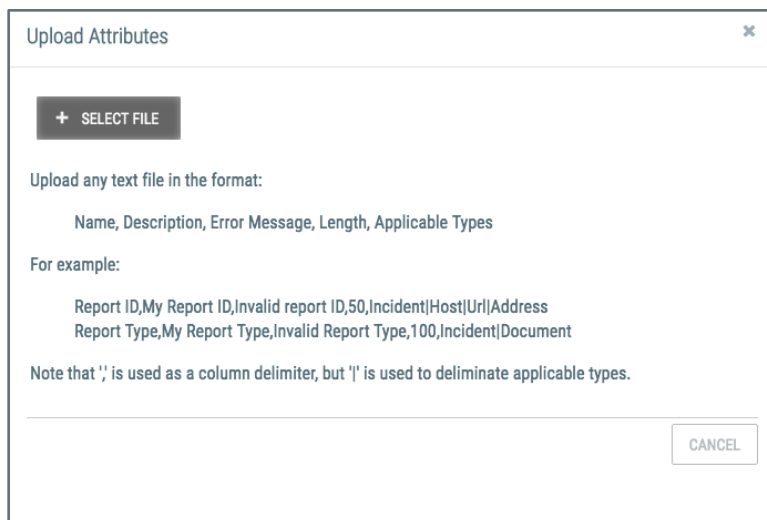 Upload Attributes
+ SELECT FILE
Upload any text file in the format:
Name, Description, Error Message, Length, Applicable Types
For example:
Report ID,My Report ID,Invalid report ID,50,Incident|Host|Url|Address
Report Type,My Report Type,Invalid Report Type,100,Incident|Document
Note that ',' is used as a column delimiter, but '|' is used to deliminate applicable types.
CANCEL